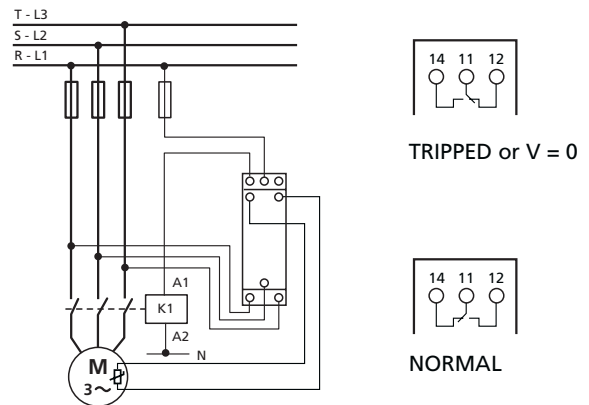 T - L3
S - L2
R - L1
14 11 12
TRIPPED or V = 0
A1
K1
A2
N
M
3~
14 11 12
NORMAL